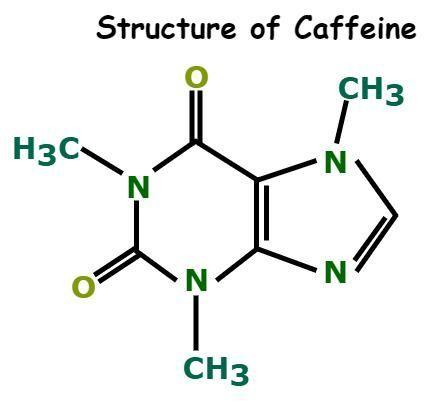 Structure of Caffeine
O
CH3
H3C
N
N
O
N
N
CH3